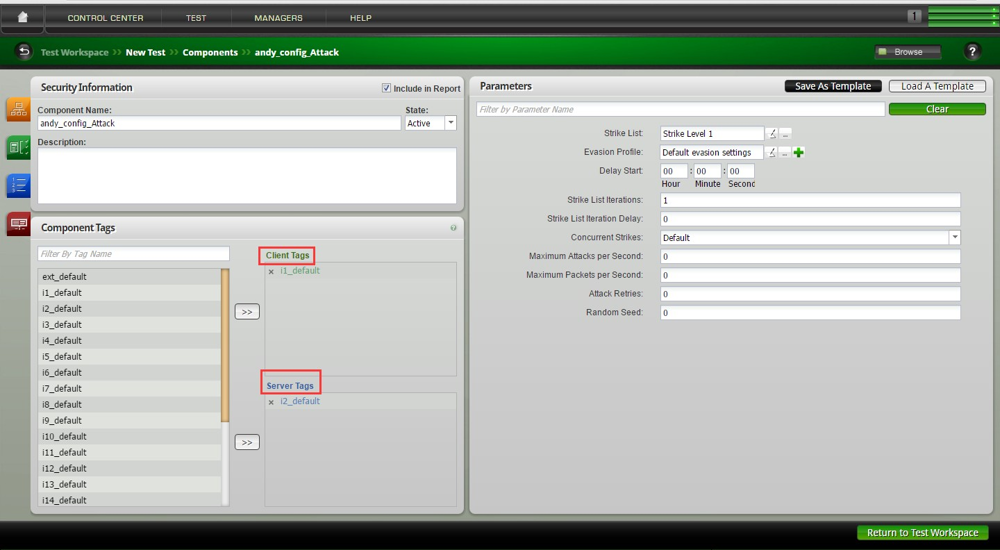 CONTROL CENTER TEST MANAGERS HELP 1
Test Workspace >> New Test >> Components >> andy_config_Attack Browse ?
Security Information Include in Report
Component Name: State:
andy_config_Attack Active
Description:
Component Tags ?
Filter By Tag Name
ext_default
i1_default
i2_default
i3_default
i4_default
i5_default
i6_default
i7_default
i8_default
i9_default
i10_default
i11_default
i12_default
i13_default
i14_default
>>
>>
Client Tags
× i1_default
Server Tags
× i2_default
Parameters Save As Template Load A Template
Filter by Parameter Name Clear
Strike List: Strike Level 1 ...
Evasion Profile: Default evasion settings ...
Delay Start: 00 : 00 : 00
Hour Minute Second
Strike List Iterations: 1
Strike List Iteration Delay: 0
Concurrent Strikes: Default
Maximum Attacks per Second: 0
Maximum Packets per Second: 0
Attack Retries: 0
Random Seed: 0
Return to Test Workspace